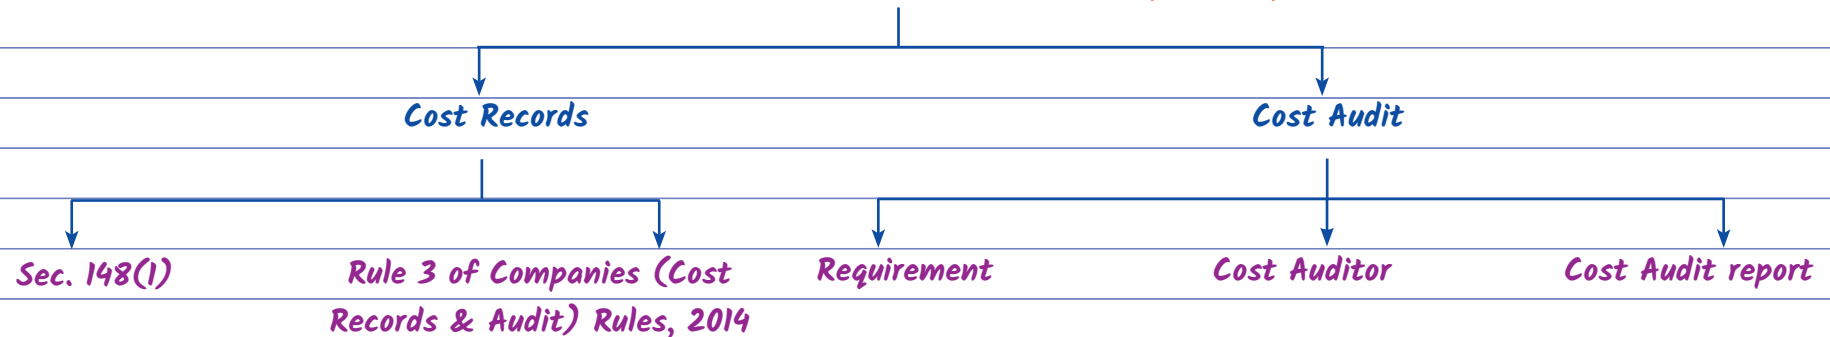 Cost Records
Cost Audit
Sec. 148(1)
Rule 3 of Companies (Cost
Records & Audit) Rules, 2014
Requirement
Cost Auditor
Cost Audit report